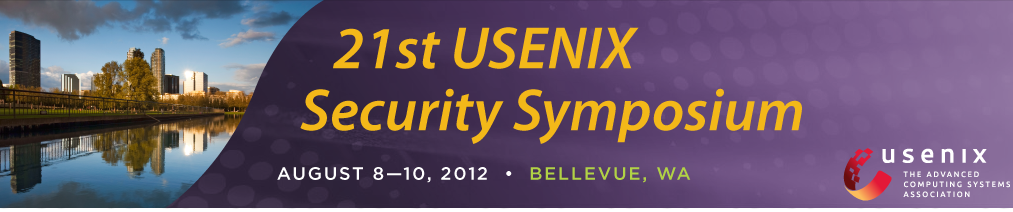 21st USENIX
Security Symposium
AUGUST 8–10, 2012 • BELLEVUE, WA
usenix
THE ADVANCED
COMPUTING SYSTEMS
ASSOCIATION